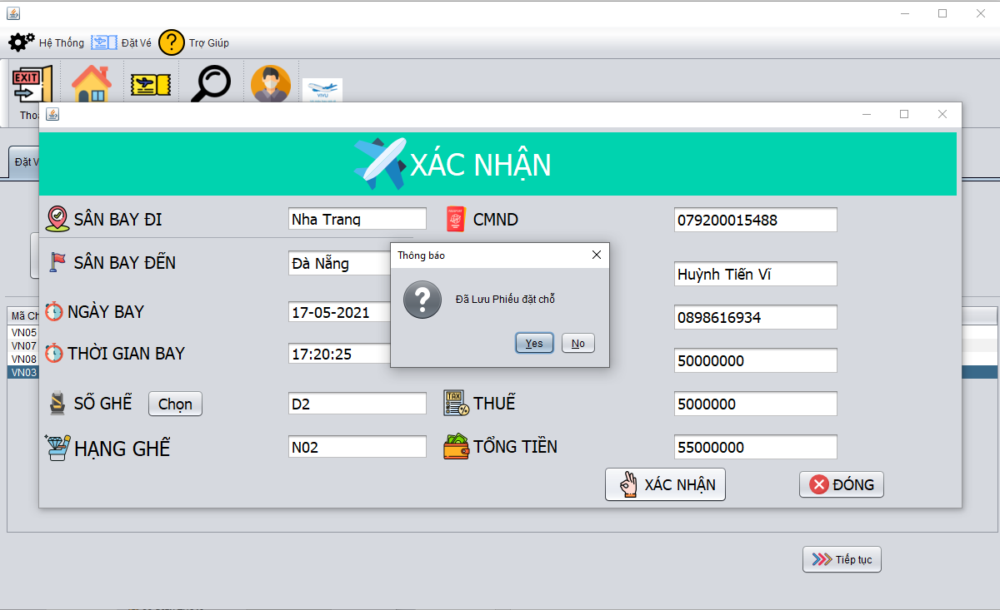 Hệ Thống Đặt Vé ? Trợ Giúp
EXIT
VIVU
Thoá
XÁC NHẬN
Đặt V
SÂN BAY ĐI Nha Trang CMND 079200015488
Thông báo
SÂN BAY ĐẾN Đà Nẵng
Huỳnh Tiến Vĩ
? Đã Lưu Phiếu đặt chỗ
Mã Ch
NGÀY BAY 17-05-2021 0898616934
VN05
VN07
Yes No
THỜI GIAN BAY 17:20:25 50000000
VN08
VN03
SỐ GHẾ Chọn D2 TAX THUẾ 5000000
HẠNG GHẾ N02 TỔNG TIỀN 55000000
XÁC NHẬN ĐÓNG
Tiếp tục